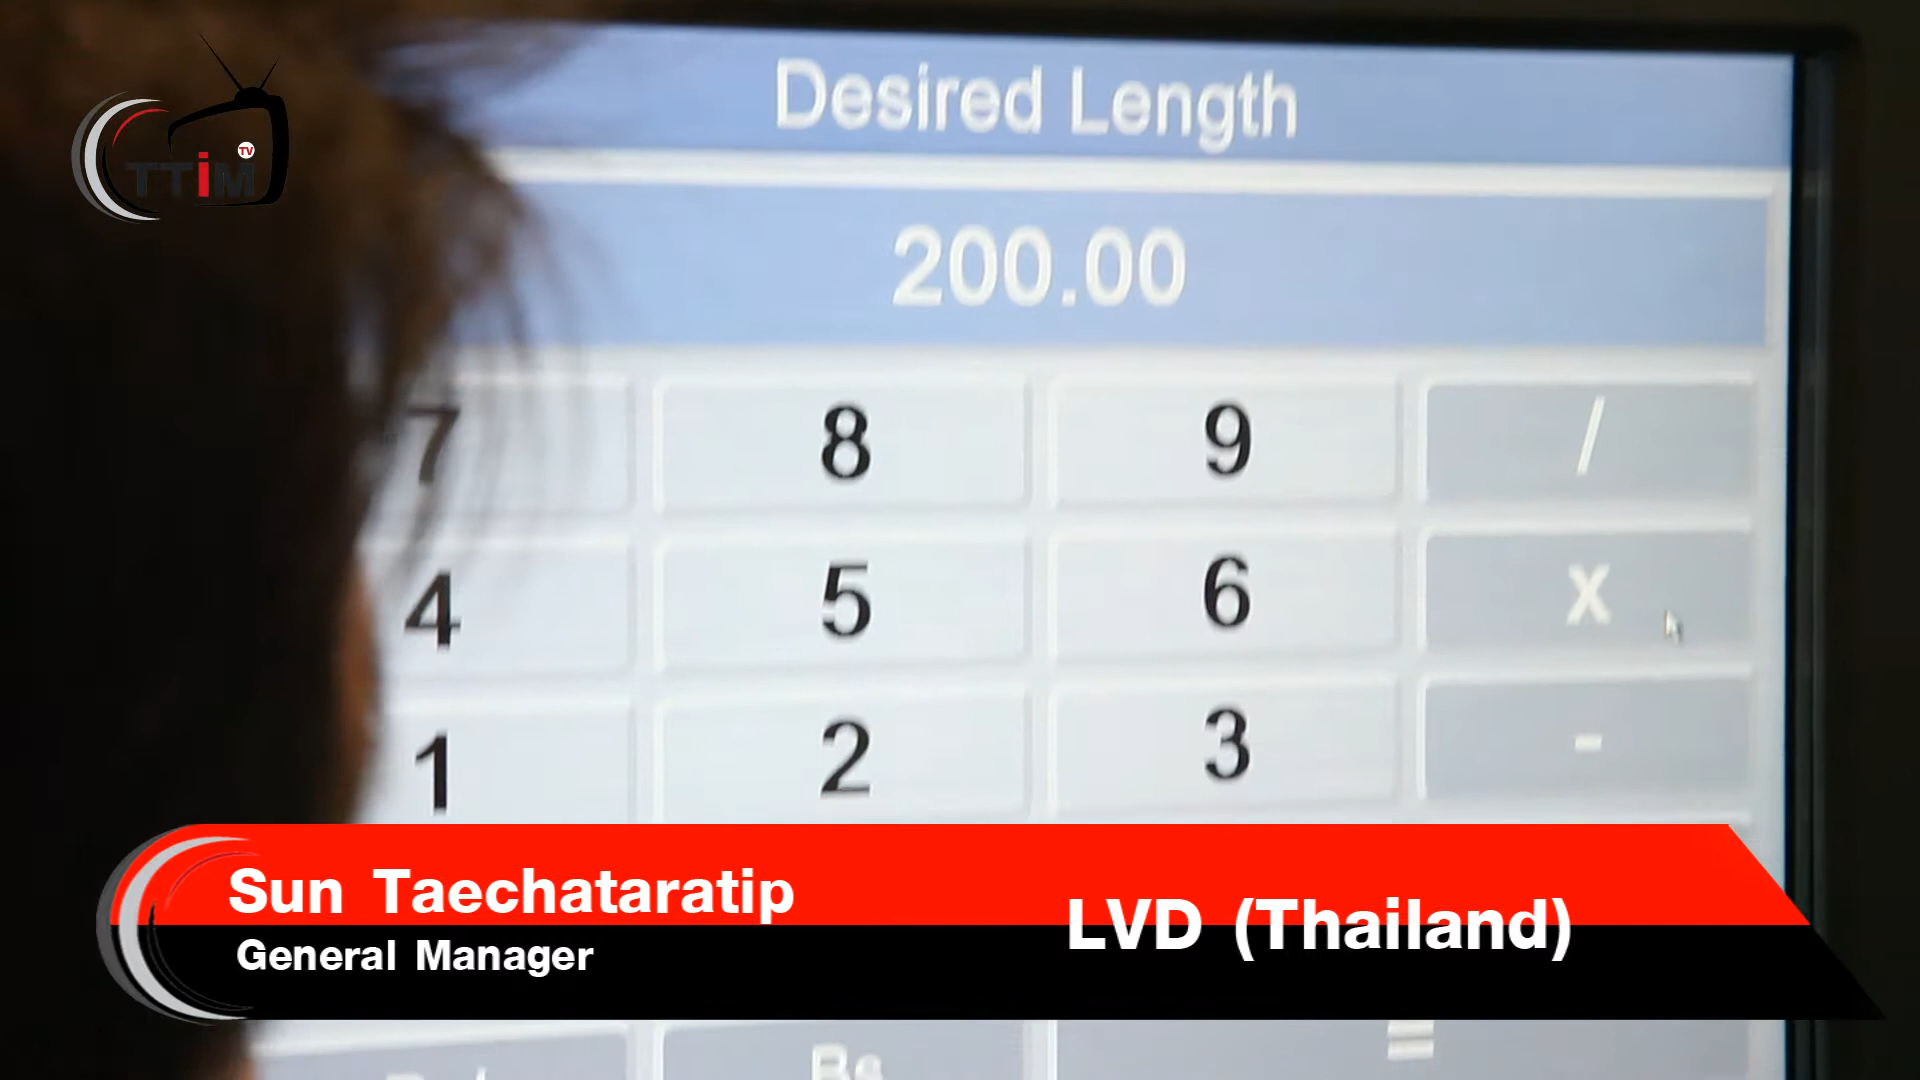 TTiM TV
Desired Length
200.00
7 8 9 /
4 5 6 X
1 2 3 -
Sun Taechataratip
General Manager
LVD (Thailand)
Bs =